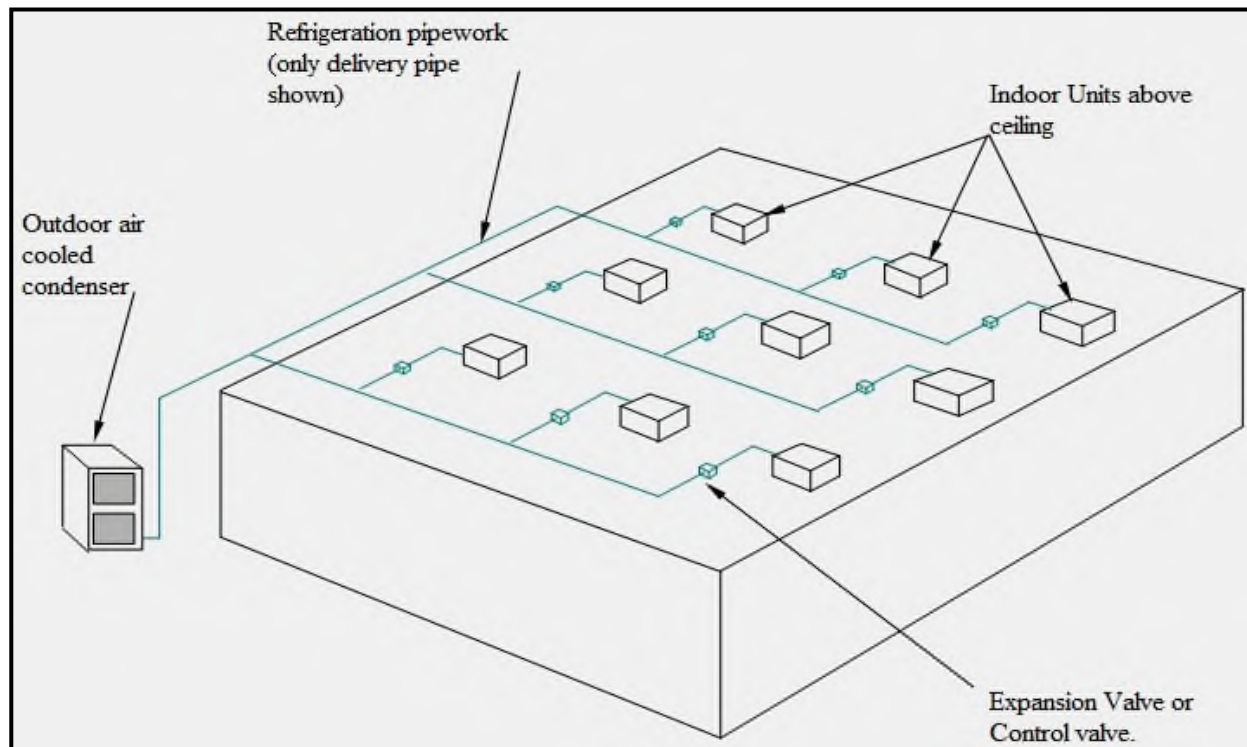 Refrigeration pipework
(only delivery pipe
shown)
Indoor Units above
ceiling
Outdoor air
cooled
condenser
Expansion Valve or
Control valve.